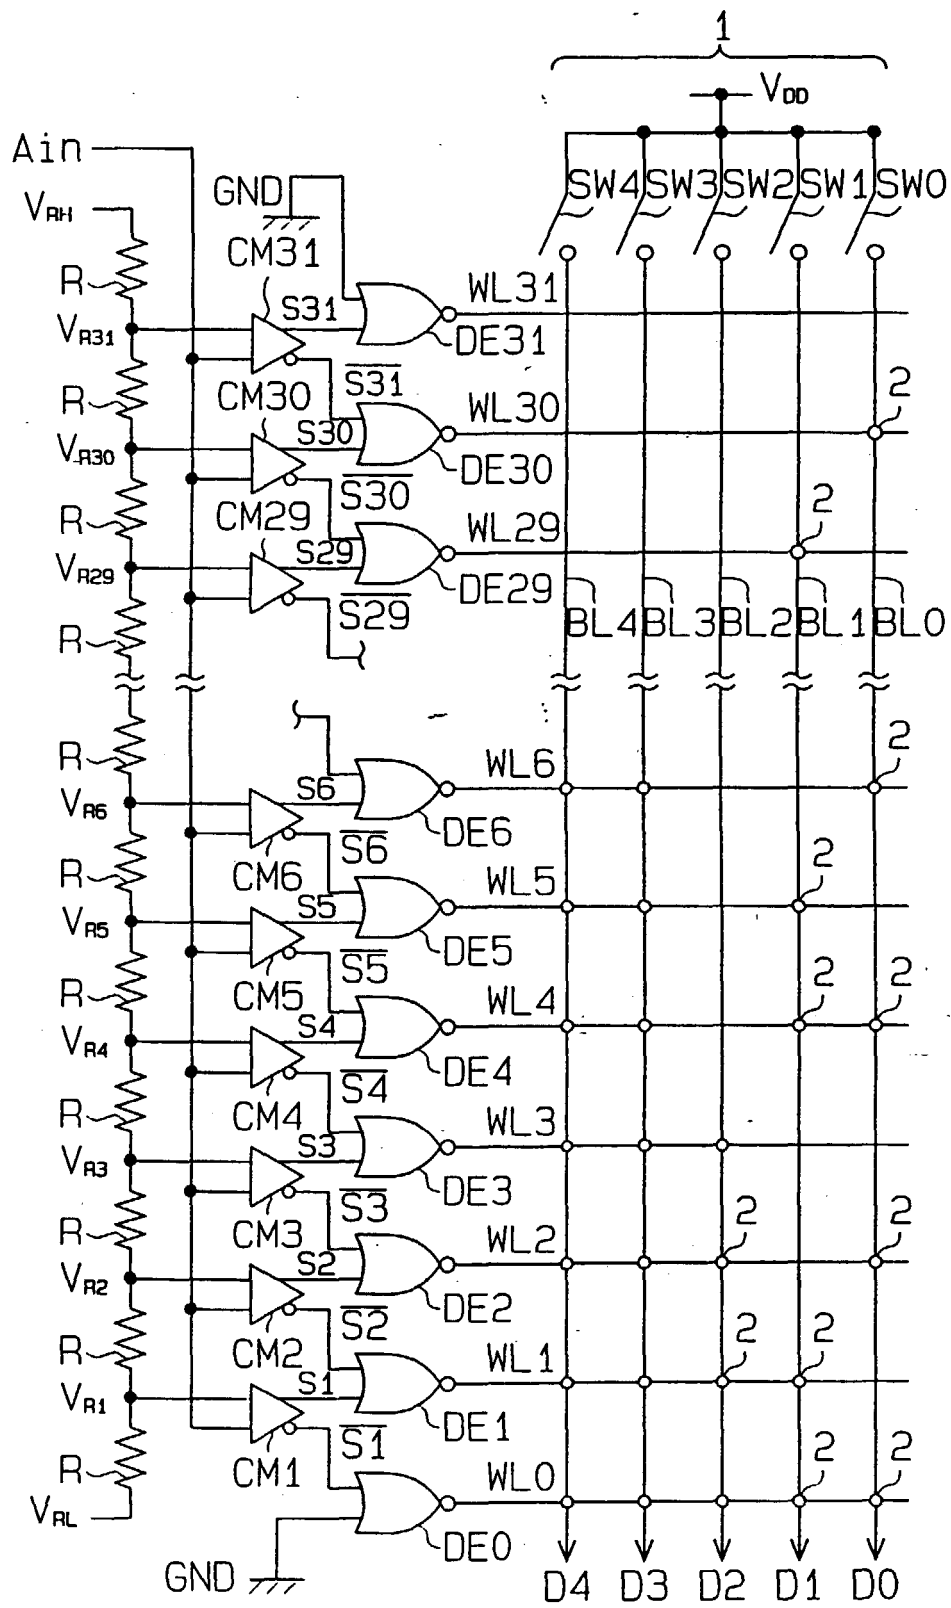 1
VDD
Ain
GND
SW4 SW3 SW2 SW1 SW0
VRH
CM31
R
S31
WL31
VR31
DE31
S31
R
CM30
WL30
2
S30
VR30
DE30
S30
R
CM29
WL29
2
S29
VR29
DE29
S29
BL4 BL3 BL2 BL1 BL0
R
R
WL6
2
S6
VR6
DE6
S6
R
CM6
WL5
2
S5
VR5
DE5
S5
R
CM5
WL4
2
2
S4
VR4
DE4
S4
R
CM4
WL3
S3
VR3
DE3
S3
R
CM3
WL2
2
2
S2
VR2
DE2
S2
R
CM2
WL1
2
2
S1
VR1
DE1
S1
R
CM1
WL0
2
2
VRL
DE0
GND
D4 D3 D2 D1 D0